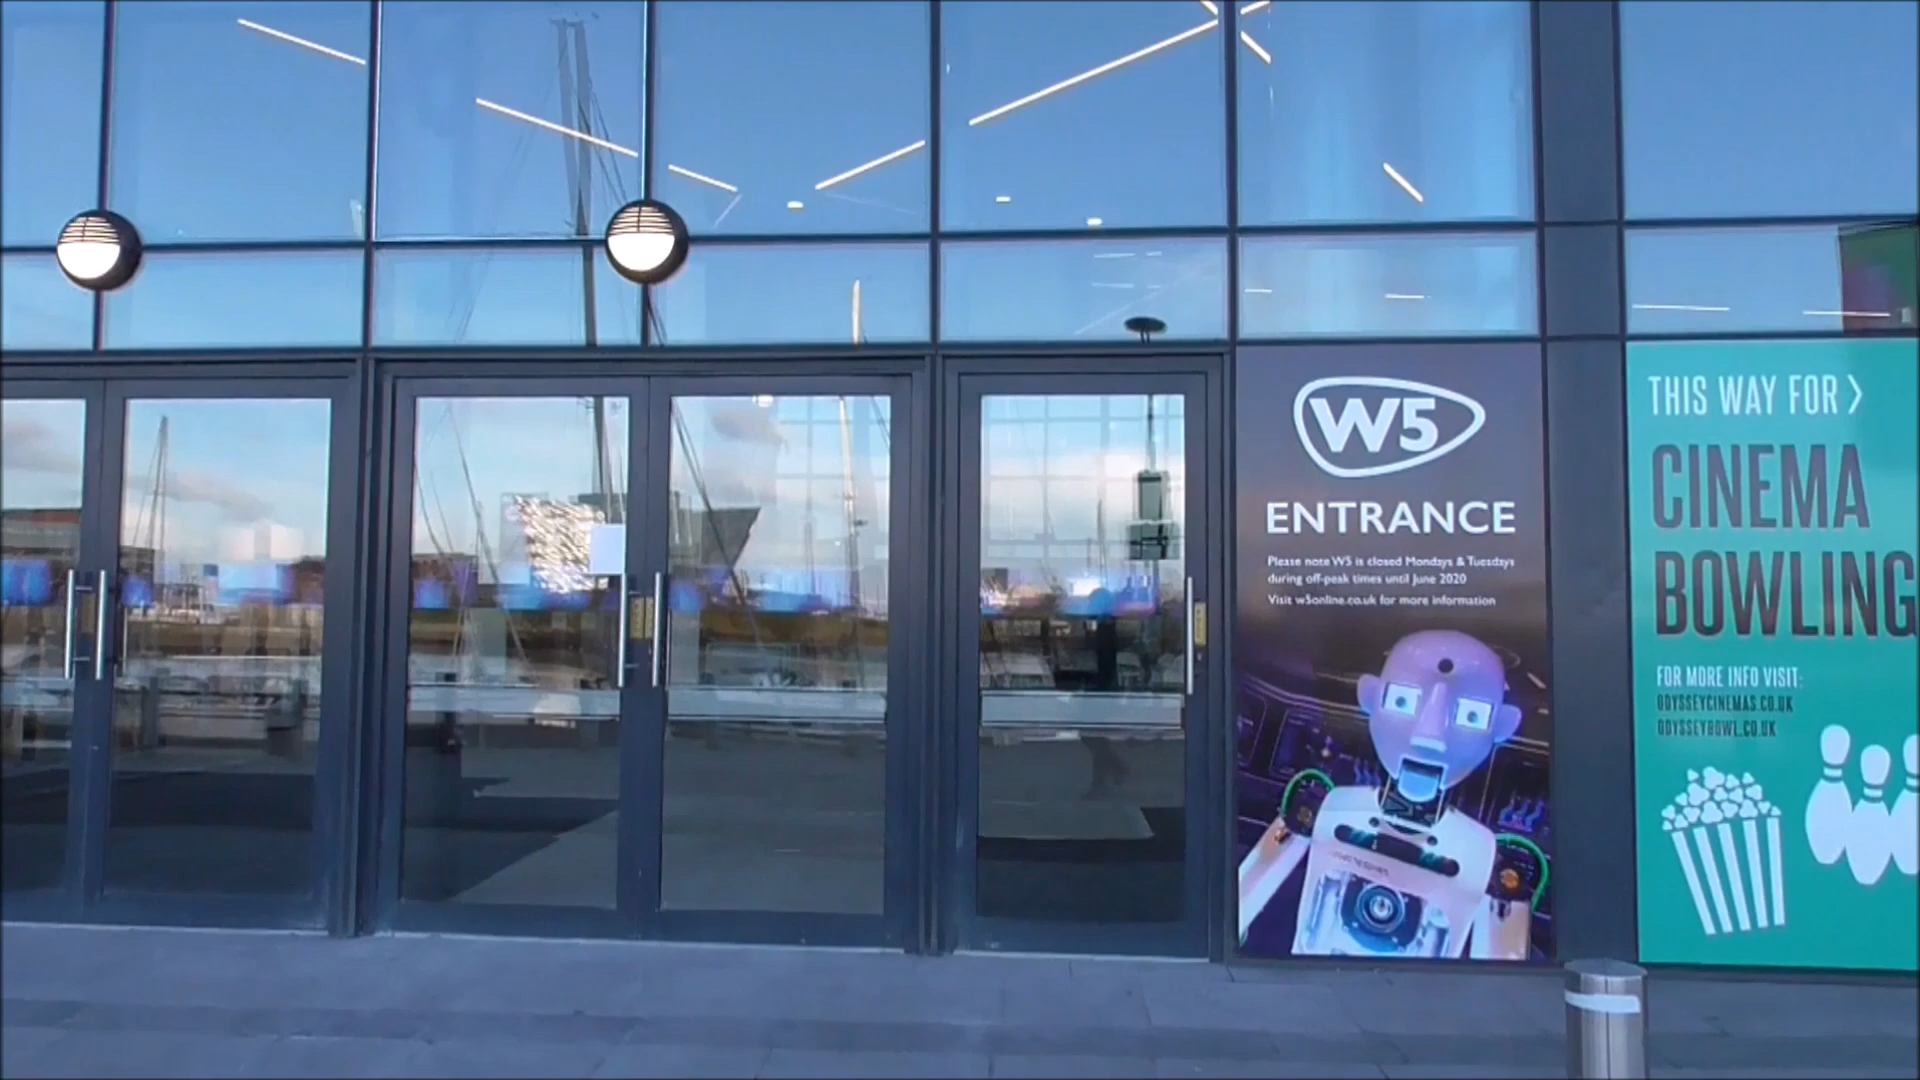 W5
ENTRANCE
Please note W5 is closed Mondays & Tuesdays
during off-peak times until June 2020
Visit w5online.co.uk for more information
THIS WAY FOR >
CINEMA
BOWLING
FOR MORE INFO VISIT:
ODYSSEYCINEMAS.CO.UK
ODYSSEYBOWL.CO.UK